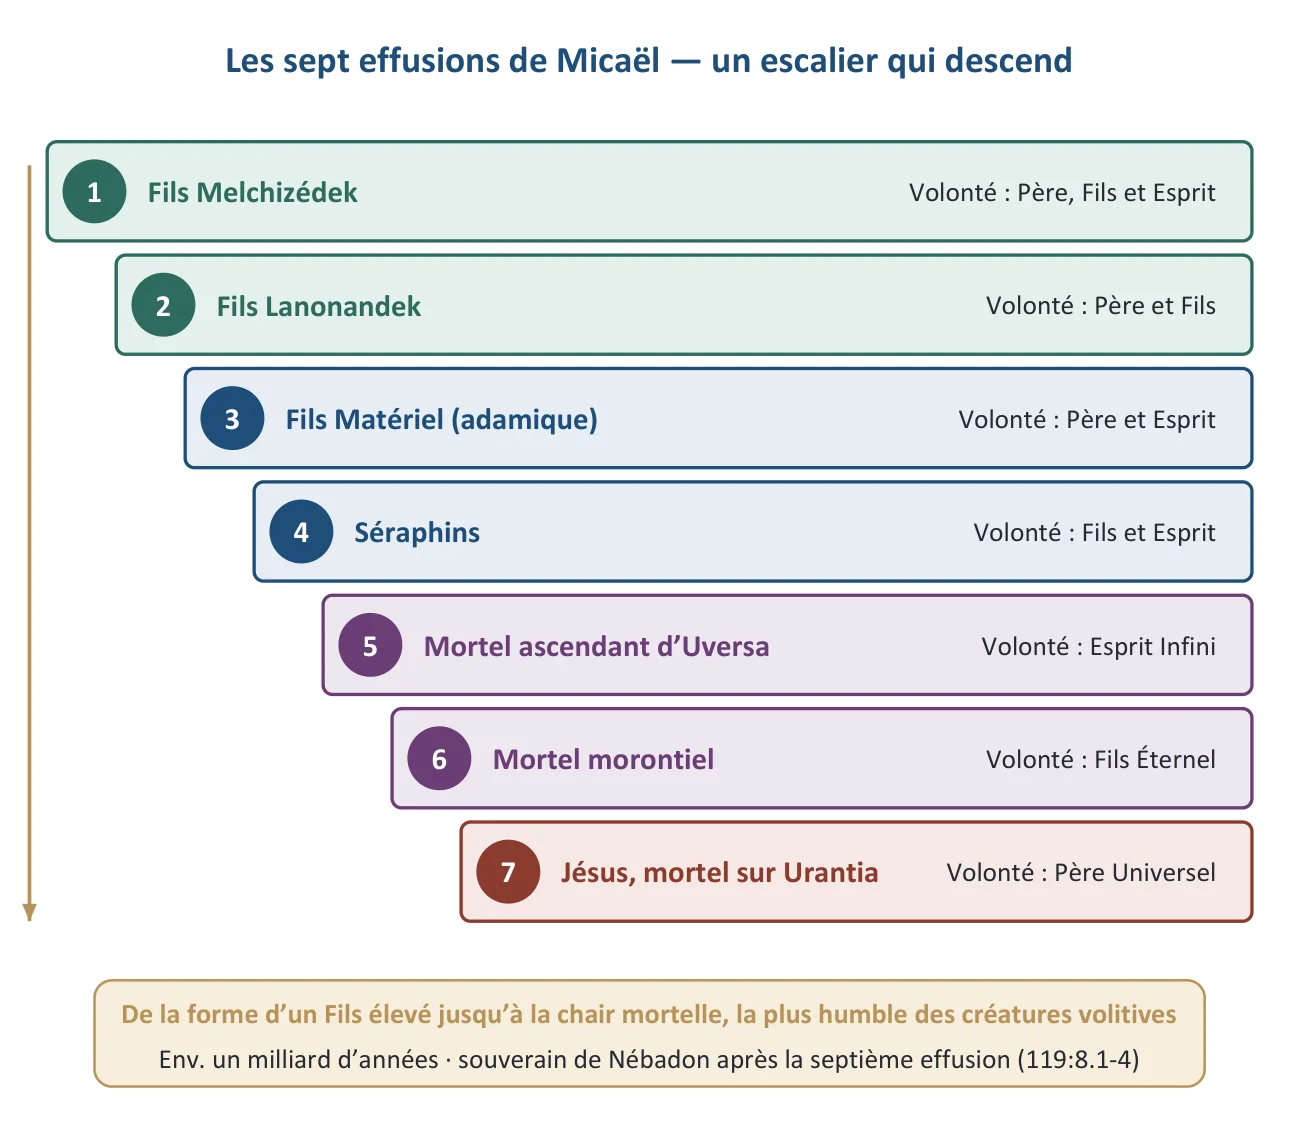 Les sept effusions de Micaël — un escalier qui descend
1 Fils Melchizédek Volonté : Père, Fils et Esprit
2 Fils Lanonandek Volonté : Père et Fils
3 Fils Matériel (adamique) Volonté : Père et Esprit
4 Séraphins Volonté : Fils et Esprit
5 Mortel ascendant d’Uversa Volonté : Esprit Infini
6 Mortel morontiel Volonté : Fils Éternel
7 Jésus, mortel sur Urantia Volonté : Père Universel
De la forme d’un Fils élevé jusqu’à la chair mortelle, la plus humble des créatures volitives
Env. un milliard d’années · souverain de Nébadon après la septième effusion (119:8.1-4)